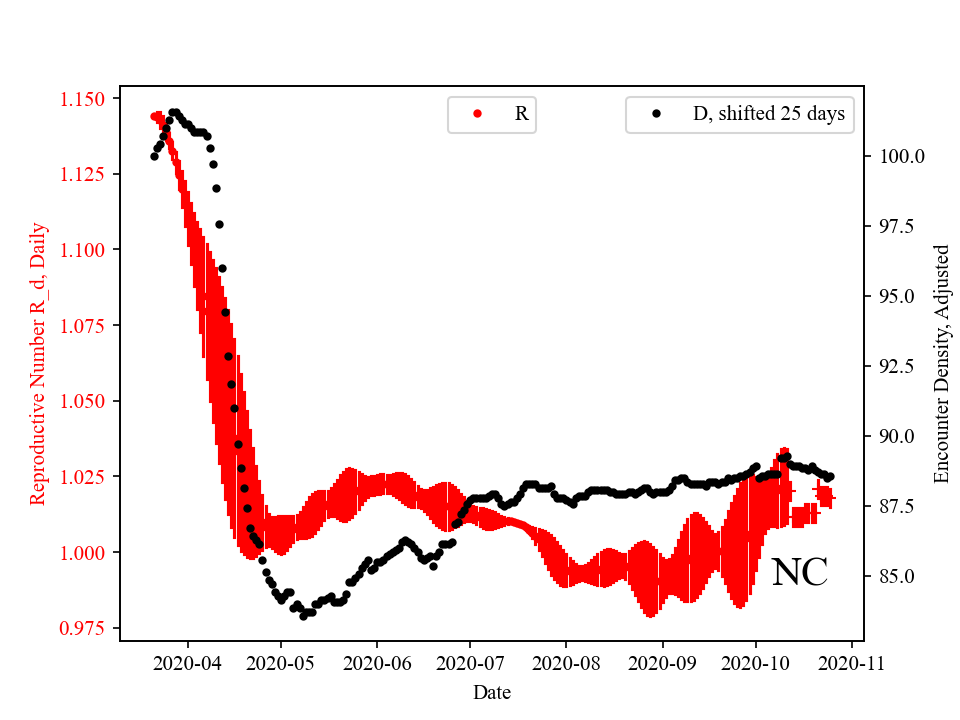 R
D, shifted 25 days
1.150
1.125
1.100
1.075
1.050
1.025
1.000
0.975
Reproductive Number R_d, Daily
100.0
97.5
95.0
92.5
90.0
87.5
85.0
Encounter Density, Adjusted
NC
2020-04 2020-05 2020-06 2020-07 2020-08 2020-09 2020-10 2020-11
Date